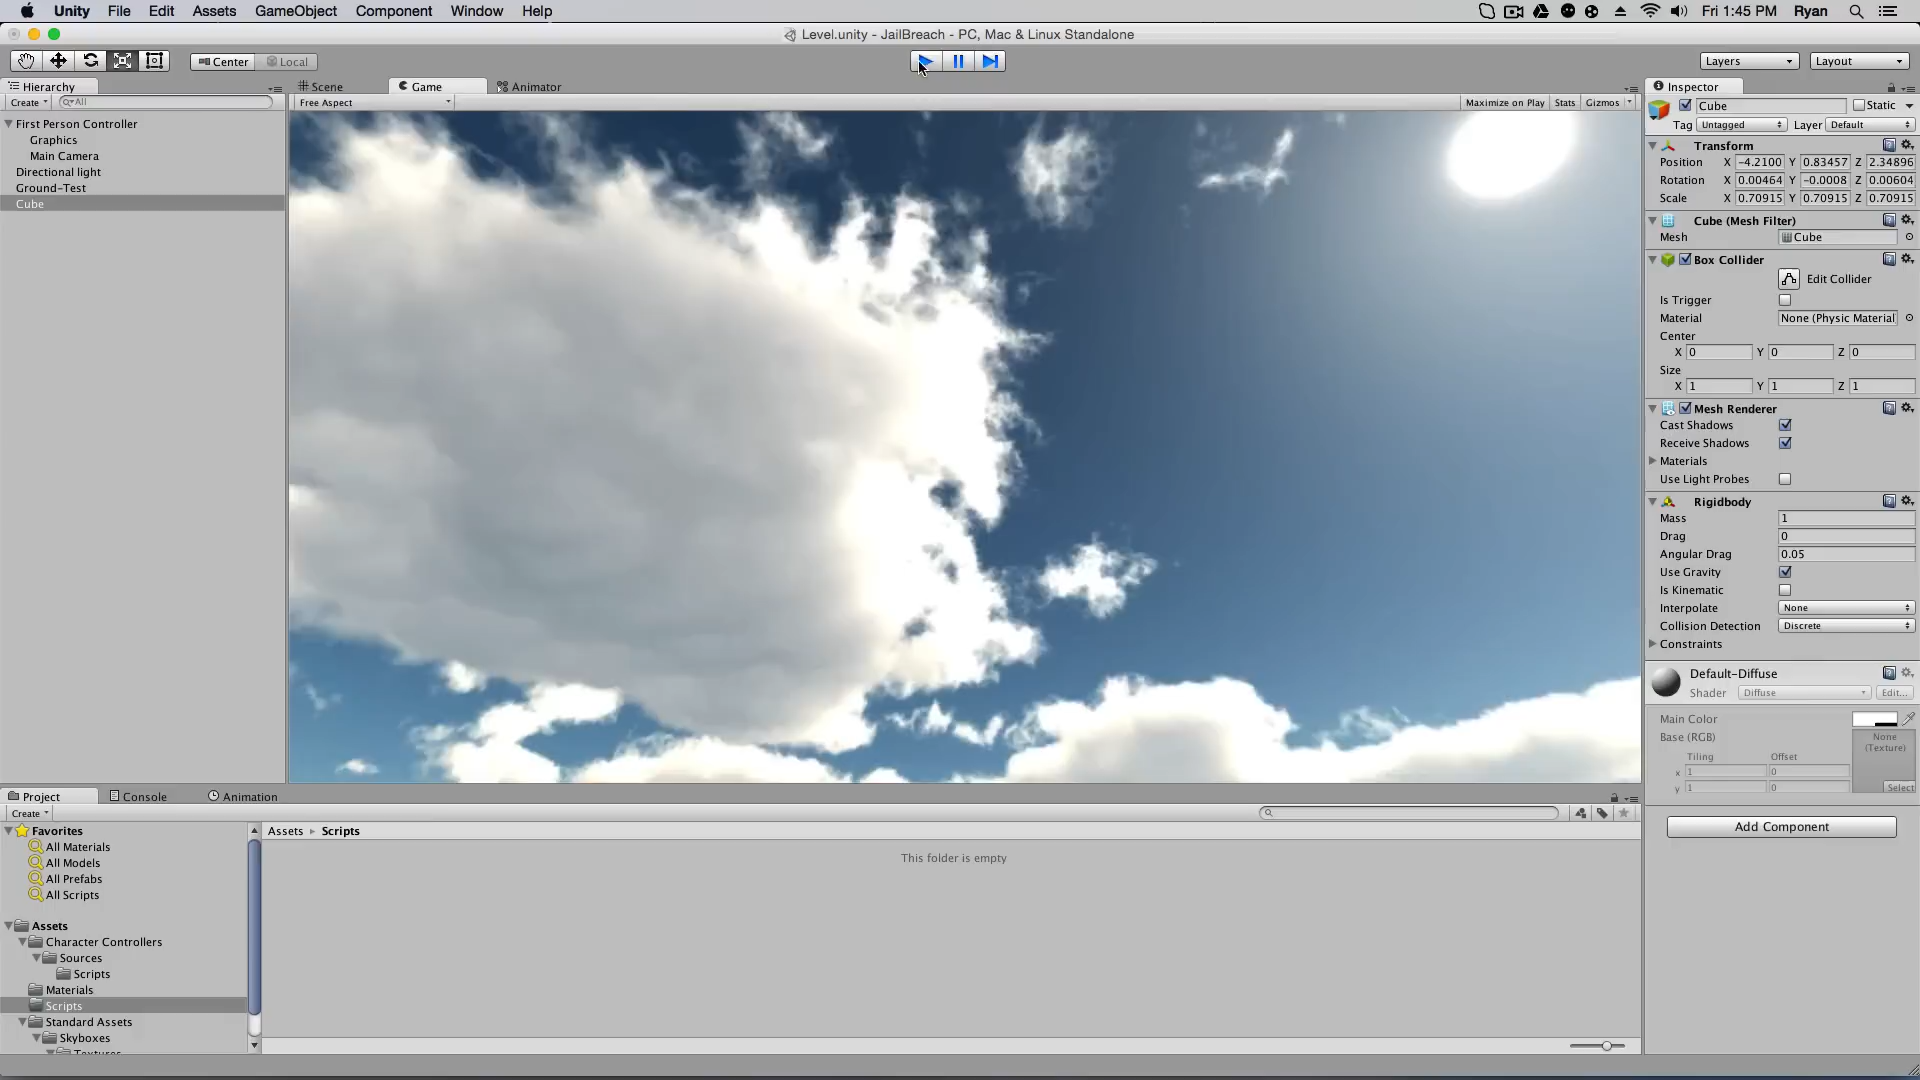 Unity File Edit Assets GameObject Component Window Help Fri 1:45 PM Ryan
Level.unity - JailBreach - PC, Mac & Linux Standalone
Center Local Layers Layout
Hierarchy
Create All
First Person Controller
Graphics
Main Camera
Directional light
Ground-Test
Cube
Scene Game Animator
Free Aspect Maximize on Play Stats Gizmos
Inspector
Cube Static
Tag Untagged Layer Default
Transform
Position X -4.2100 Y 0.83457 Z 2.34896
Rotation X 0.00464 Y -0.0008 Z 0.00604
Scale X 0.70915 Y 0.70915 Z 0.70915
Cube (Mesh Filter)
Mesh Cube
Box Collider
Edit Collider
Is Trigger
Material None (Physic Material
Center
X 0 Y 0 Z 0
Size
X 1 Y 1 Z 1
Mesh Renderer
Cast Shadows
Receive Shadows
Materials
Use Light Probes
Rigidbody
Mass 1
Drag 0
Angular Drag 0.05
Use Gravity
Is Kinematic
Interpolate None
Collision Detection Discrete
Constraints
Default-Diffuse
Shader Diffuse Edit...
Main Color
Base (RGB) None
(Texture)
Tiling Offset
x 1 0
y 1 0 Select
Add Component
Project Console Animation
Create
Favorites
All Materials
All Models
All Prefabs
All Scripts
Assets
Character Controllers
Sources
Scripts
Materials
Scripts
Standard Assets
Skyboxes
Textures
Assets Scripts
This folder is empty